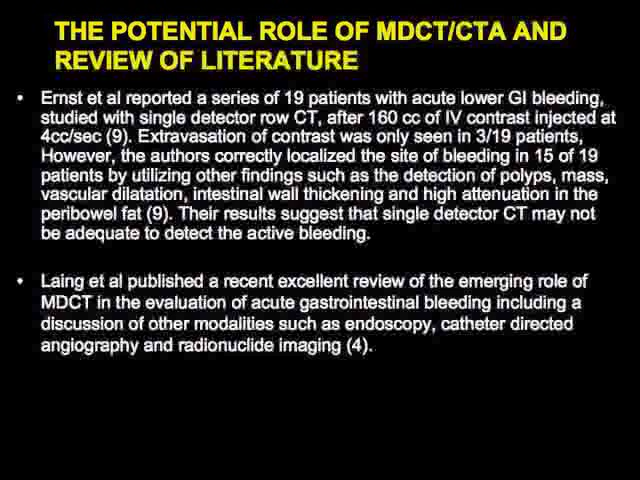 THE POTENTIAL ROLE OF MDCT/CTA AND
REVIEW OF LITERATURE
• Ernst et al reported a series of 19 patients with acute lower GI bleeding,
studied with single detector row CT, after 160 cc of IV contrast injected at
4cc/sec (9). Extravasation of contrast was only seen in 3/19 patients,
However, the authors correctly localized the site of bleeding in 15 of 19
patients by utilizing other findings such as the detection of polyps, mass,
vascular dilatation, intestinal wall thickening and high attenuation in the
peribowel fat (9). Their results suggest that single detector CT may not
be adequate to detect the active bleeding.
• Laing et al published a recent excellent review of the emerging role of
MDCT in the evaluation of acute gastrointestinal bleeding including a
discussion of other modalities such as endoscopy, catheter directed
angiography and radionuclide imaging (4).